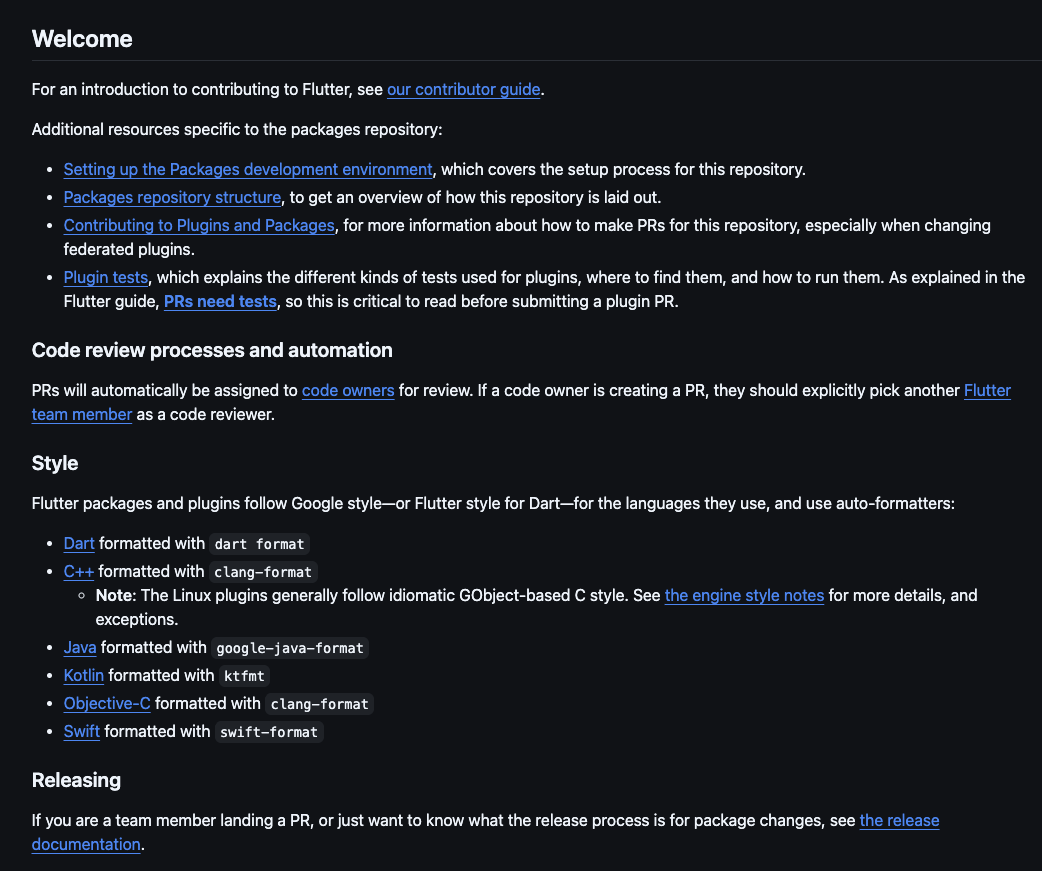 Welcome
For an introduction to contributing to Flutter, see our contributor guide.
Additional resources specific to the packages repository:
Setting up the Packages development environment, which covers the setup process for this repository.
Packages repository structure, to get an overview of how this repository is laid out.
Contributing to Plugins and Packages, for more information about how to make PRs for this repository, especially when changing
federated plugins.
Plugin tests, which explains the different kinds of tests used for plugins, where to find them, and how to run them. As explained in the
Flutter guide, PRs need tests, so this is critical to read before submitting a plugin PR.
Code review processes and automation
PRs will automatically be assigned to code owners for review. If a code owner is creating a PR, they should explicitly pick another Flutter
team member as a code reviewer.
Style
Flutter packages and plugins follow Google style—or Flutter style for Dart—for the languages they use, and use auto-formatters:
Dart formatted with dart format
C++ formatted with clang-format
Note: The Linux plugins generally follow idiomatic GObject-based C style. See the engine style notes for more details, and
exceptions.
Java formatted with google-java-format
Kotlin formatted with ktfmt
Objective-C formatted with clang-format
Swift formatted with swift-format
Releasing
If you are a team member landing a PR, or just want to know what the release process is for package changes, see the release
documentation.